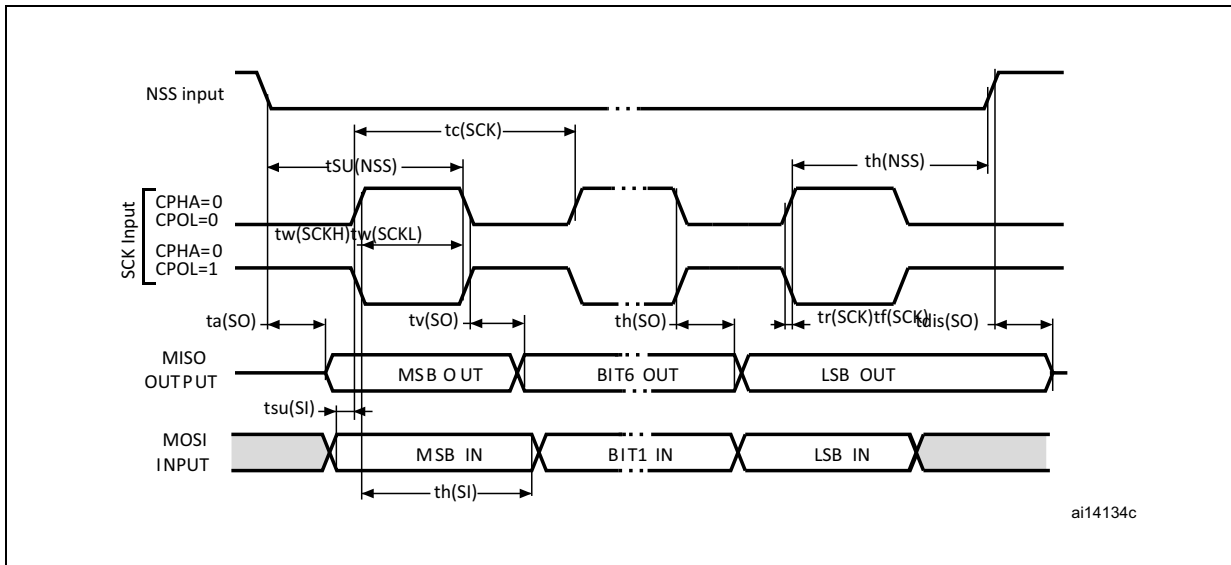 NSS input
tc(SCK)
tSU(NSS)
th(NSS)
SCK Input
CPHA=0
CPOL=0
tw(SCKH)
tw(SCKL)
CPHA=0
CPOL=1
ta(SO)
tv(SO)
th(SO)
tr(SCK)
tf(SCK)
tdis(SO)
MISO
OUTPUT
MSB OUT
BIT6 OUT
LSB OUT
tsu(SI)
MOSI
INPUT
MSB IN
BIT1 IN
LSB IN
th(SI)
ai14134c